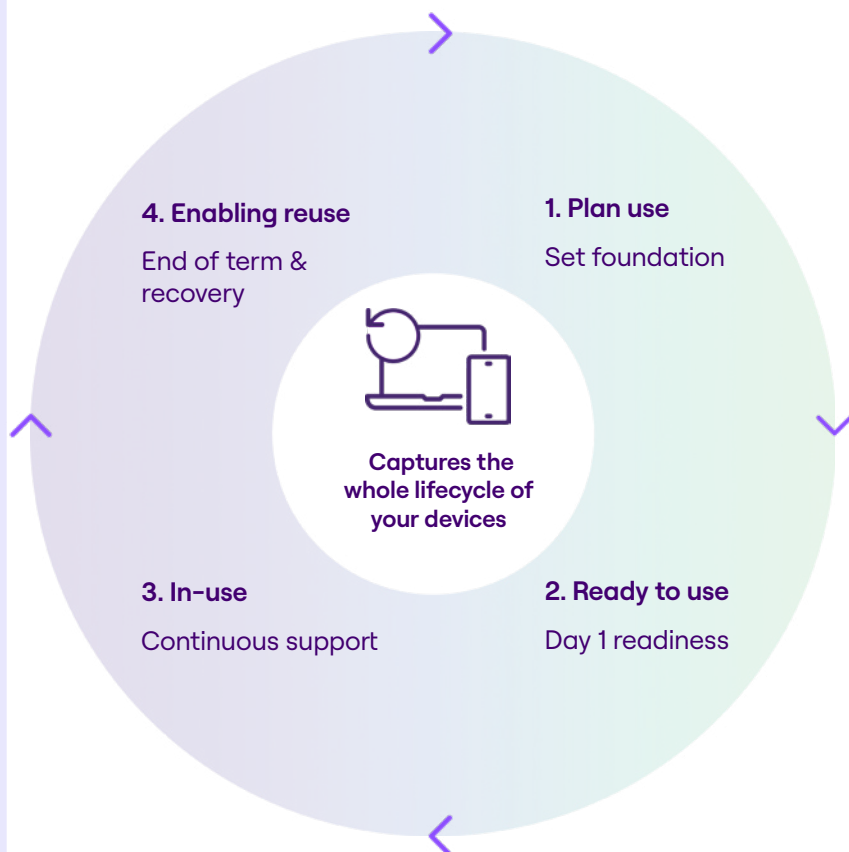 4. Enabling reuse
End of term &
recovery
1. Plan use
Set foundation
Captures the
whole lifecycle of
your devices
3. In-use
Continuous support
2. Ready to use
Day 1 readiness